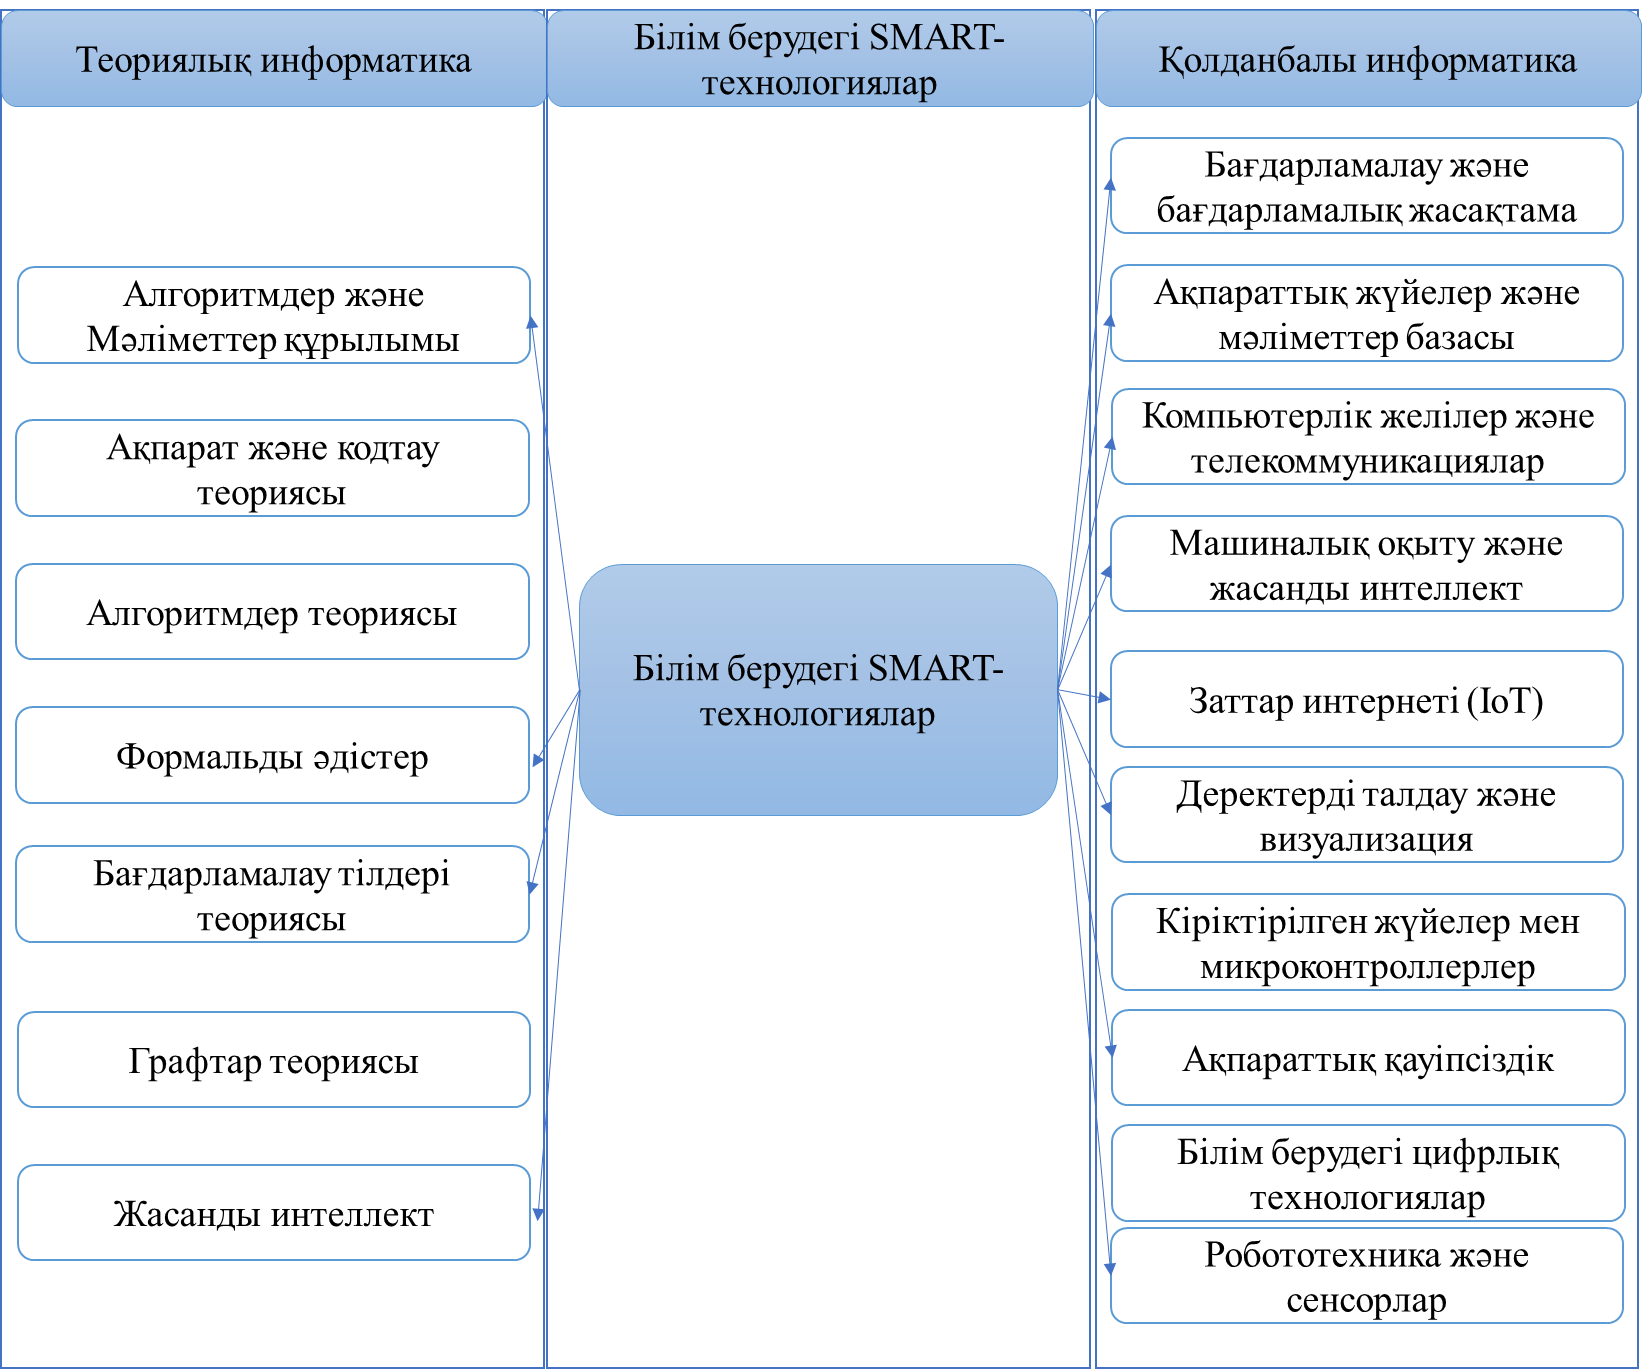 Теориялық информатика
Білім берудегі SMART-
технологиялар
Қолданбалы информатика
Алгоритмдер және
Мәліметтер құрылымы
Ақпарат және кодтау
теориясы
Алгоритмдер теориясы
Формальды әдістер
Бағдарламалау тілдері
теориясы
Графтар теориясы
Жасанды интеллект
Білім берудегі SMART-
технологиялар
Бағдарламалау және
бағдарламалық жасақтама
Ақпараттық жүйелер және
мәліметтер базасы
Компьютерлік желілер және
телекоммуникациялар
Машиналық оқыту және
жасанды интеллект
Заттар интернеті (IoT)
Деректерді талдау және
визуализация
Кіріктірілген жүйелер мен
микроконтроллерлер
Ақпараттық қауіпсіздік
Білім берудегі цифрлық
технологиялар
Робототехника және
сенсорлар